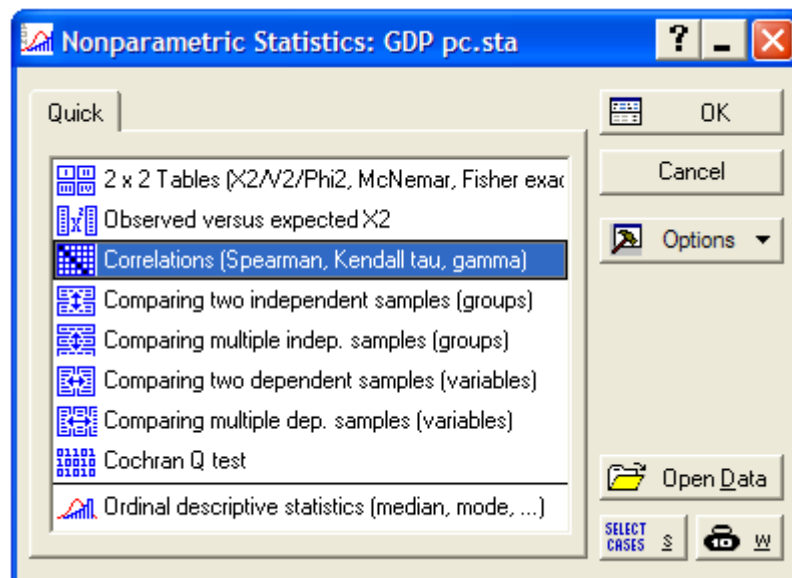 Nonparametric Statistics: GDP pc.sta
Quick
2 x 2 Tables (X2/V2/Phi2, McNemar, Fisher exac
Observed versus expected X2
Correlations (Spearman, Kendall tau, gamma)
Comparing two independent samples (groups)
Comparing multiple indep. samples (groups)
Comparing two dependent samples (variables)
Comparing multiple dep. samples (variables)
Cochran Q test
Ordinal descriptive statistics (median, mode, ...)
OK
Cancel
Options
Open Data
SELECT
CASES S
W